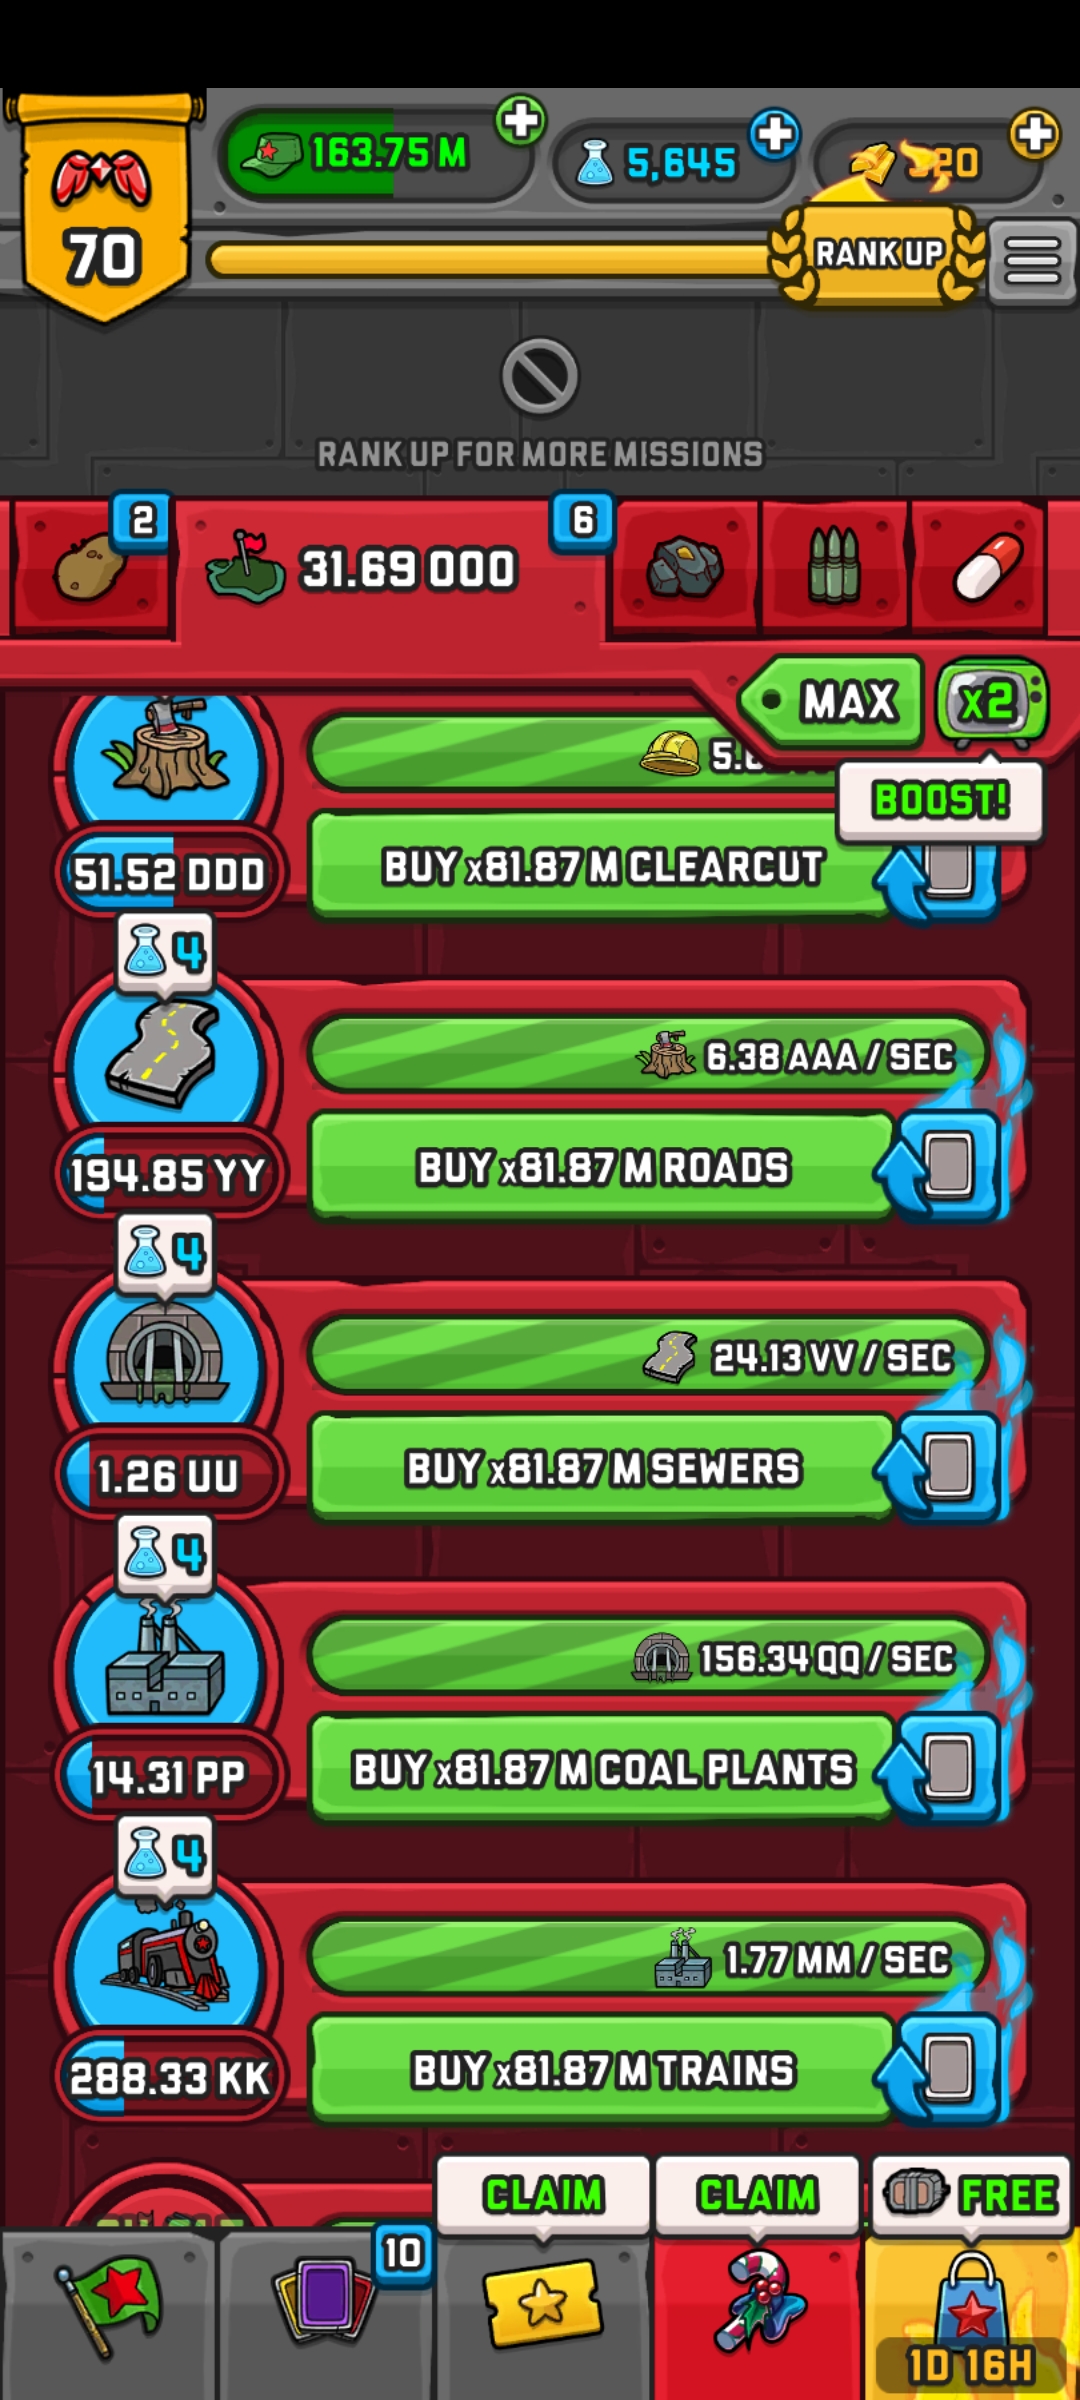 163.75 M
5,645
70
RANK UP
RANK UP FOR MORE MISSIONS
2
31.69 OOO
6
MAX
x2
BOOST!
51.52 DDD
BUY x81.87 M CLEARCUT
4
6.38 AAA / SEC
194.85 YY
BUY x81.87 M ROADS
4
24.13 VV / SEC
1.26 UU
BUY x81.87 M SEWERS
4
156.34 QQ / SEC
14.31 PP
BUY x81.87 M COAL PLANTS
4
1.77 MM / SEC
288.33 KK
BUY x81.87 M TRAINS
CLAIM
CLAIM
FREE
10
1D 16H